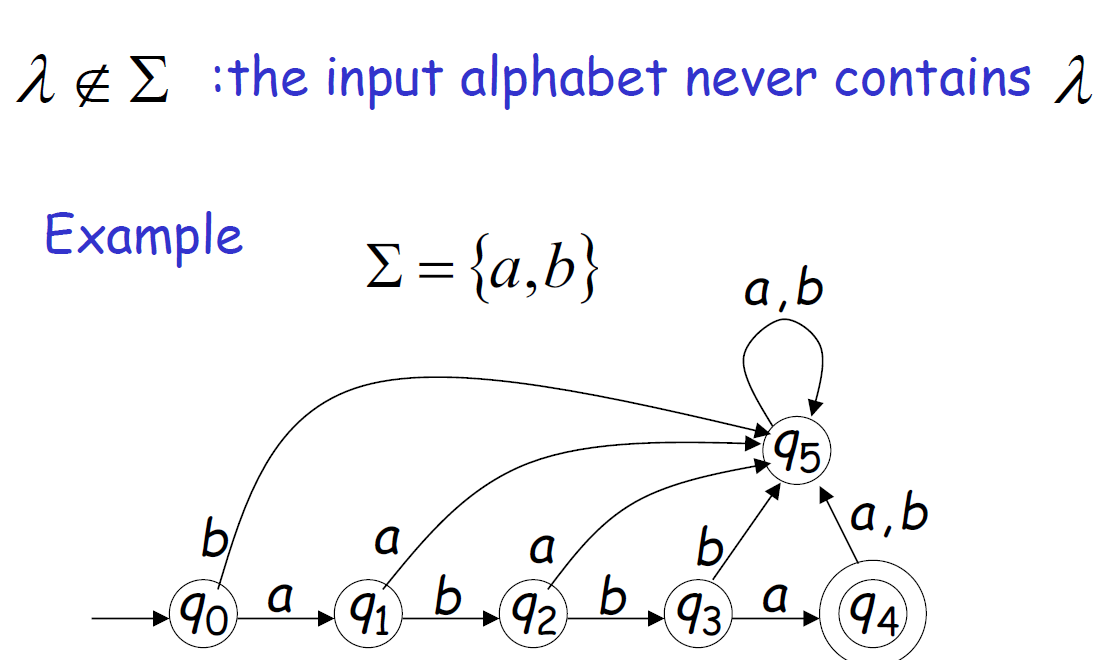 λ ∉ Σ :the input alphabet never contains λ
Example
Σ = {a,b}
a,b
q5
b a a b a,b
q0 a q1 b q2 b q3 a q4